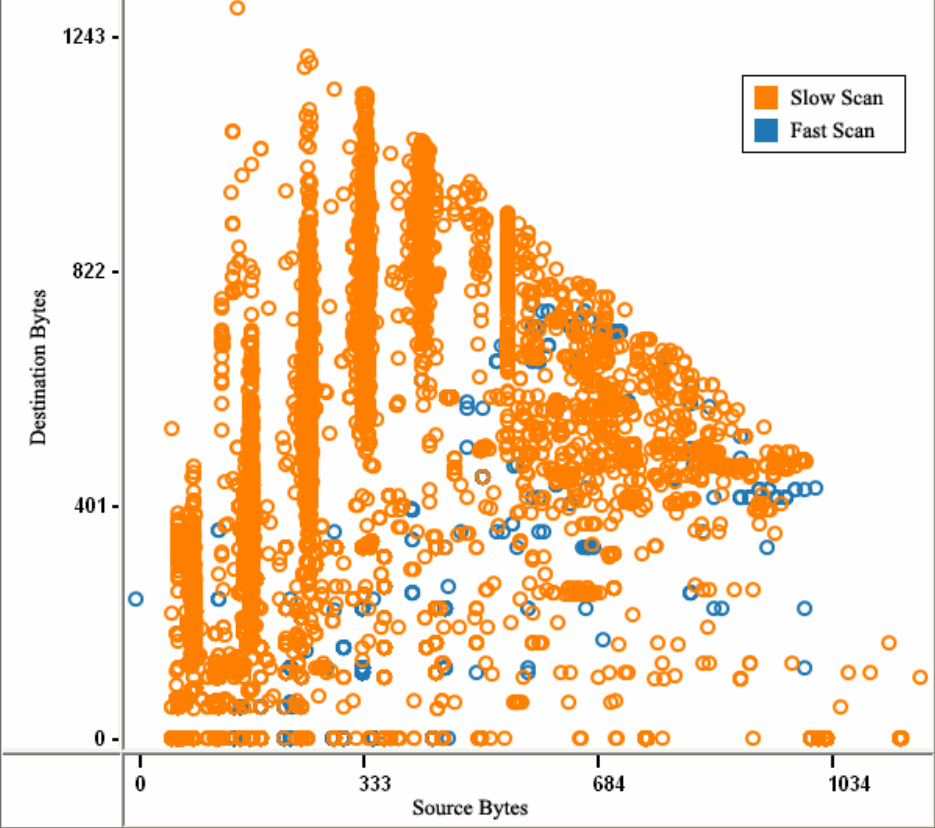 1243
Slow Scan
Fast Scan
822
Destination Bytes
401
0
0
333
684
1034
Source Bytes